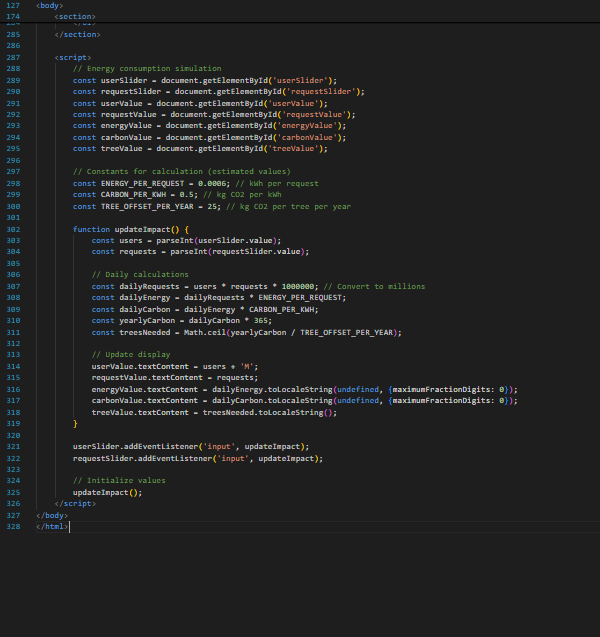 127 <body>
174 <section>
285 </section>
286
287 <script>
288 // Energy consumption simulation
289 const userSlider = document.getElementById('userSlider');
290 const requestSlider = document.getElementById('requestSlider');
291 const userValue = document.getElementById('userValue');
292 const requestValue = document.getElementById('requestValue');
293 const energyValue = document.getElementById('energyValue');
294 const carbonValue = document.getElementById('carbonValue');
295 const treeValue = document.getElementById('treeValue');
296
297 // Constants for calculation (estimated values)
298 const ENERGY_PER_REQUEST = 0.0006; // kWh per request
299 const CARBON_PER_KWH = 0.5; // kg CO2 per kWh
300 const TREE_OFFSET_PER_YEAR = 25; // kg CO2 per tree per year
301
302 function updateImpact() {
303 const users = parseInt(userSlider.value);
304 const requests = parseInt(requestSlider.value);
305
306 // Daily calculations
307 const dailyRequests = users * requests * 1000000; // Convert to millions
308 const dailyEnergy = dailyRequests * ENERGY_PER_REQUEST;
309 const dailyCarbon = dailyEnergy * CARBON_PER_KWH;
310 const yearlyCarbon = dailyCarbon * 365;
311 const treesNeeded = Math.ceil(yearlyCarbon / TREE_OFFSET_PER_YEAR);
312
313 // Update display
314 userValue.textContent = users + 'M';
315 requestValue.textContent = requests;
316 energyValue.textContent = dailyEnergy.toLocaleString(undefined, {maximumFractionDigits: 0});
317 carbonValue.textContent = dailyCarbon.toLocaleString(undefined, {maximumFractionDigits: 0});
318 treeValue.textContent = treesNeeded.toLocaleString();
319 }
320
321 userSlider.addEventListener('input', updateImpact);
322 requestSlider.addEventListener('input', updateImpact);
323
324 // Initialize values
325 updateImpact();
326 </script>
327 </body>
328 </html>